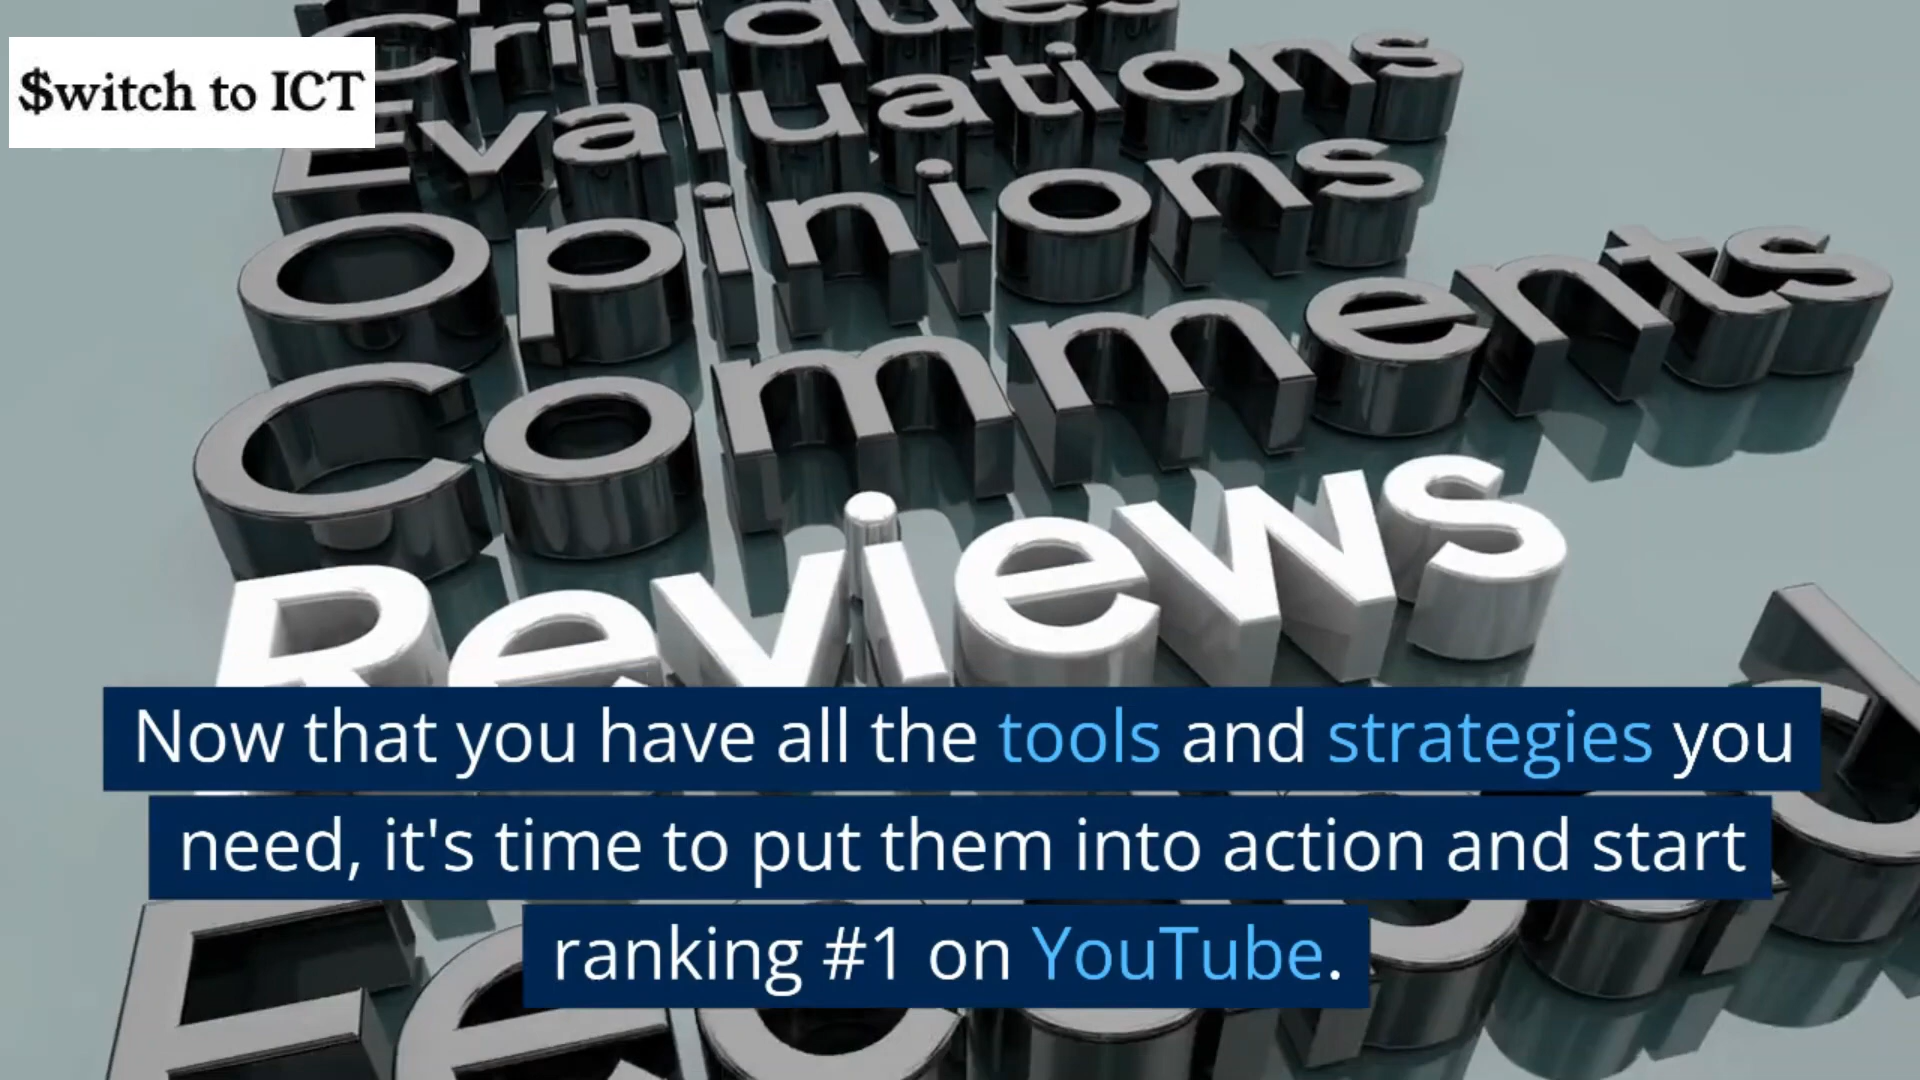 Critiques
$witch to ICT
Evaluations
Opinions
Comments
Reviews
Now that you have all the tools and strategies you
need, it's time to put them into action and start
ranking #1 on YouTube.